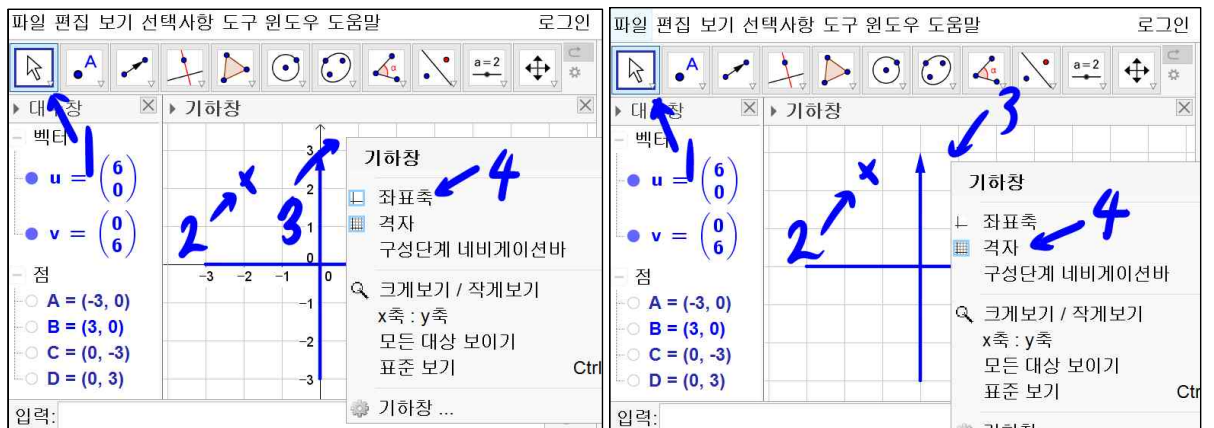 파일 편집 보기 선택사항 도구 윈도우 도움말 로그인
A
α
a=2
기하창
벡터
u = (6 0)
v = (0 6)
점
A = (-3, 0)
B = (3, 0)
C = (0, -3)
D = (0, 3)
입력:
1
2
x
3
4
3
2
1
0
-3 -2 -1 0
-1
-2
-3
기하창
좌표축
격자
구성단계 네비게이션바
크게보기 / 작게보기
x축 : y축
모든 대상 보이기
표준 보기 Ctrl
기하창 ...
파일 편집 보기 선택사항 도구 윈도우 도움말 로그인
A
α
a=2
기하창
벡터
u = (6 0)
v = (0 6)
점
A = (-3, 0)
B = (3, 0)
C = (0, -3)
D = (0, 3)
입력:
1
2
x
3
4
기하창
좌표축
격자
구성단계 네비게이션바
크게보기 / 작게보기
x축 : y축
모든 대상 보이기
표준 보기